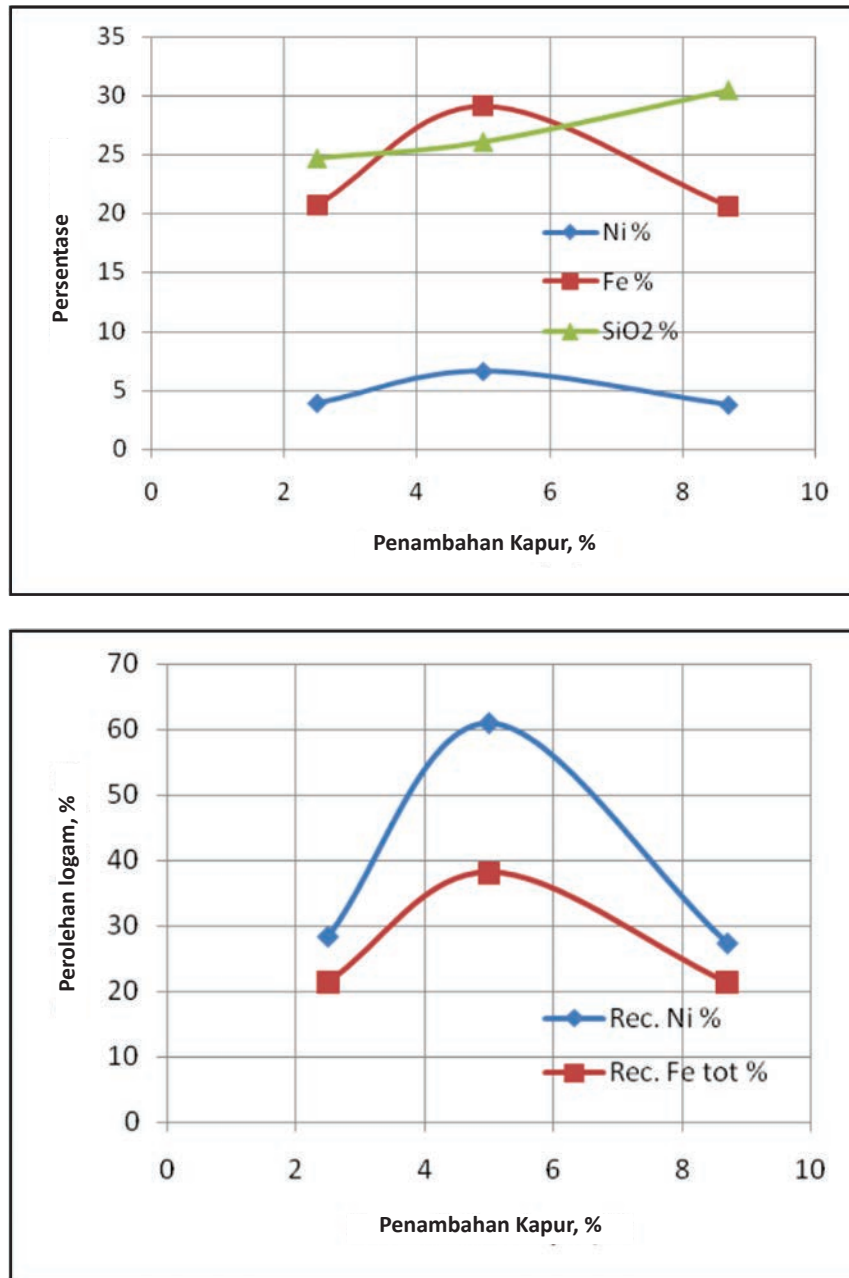 35
30
25
20
15
10
5
0
Persentase
Ni %
Fe %
SiO2 %
0 2 4 6 8 10
Penambahan Kapur, %
70
60
50
40
30
20
10
0
Perolehan logam, %
Rec. Ni %
Rec. Fe tot %
0 2 4 6 8 10
Penambahan Kapur, %